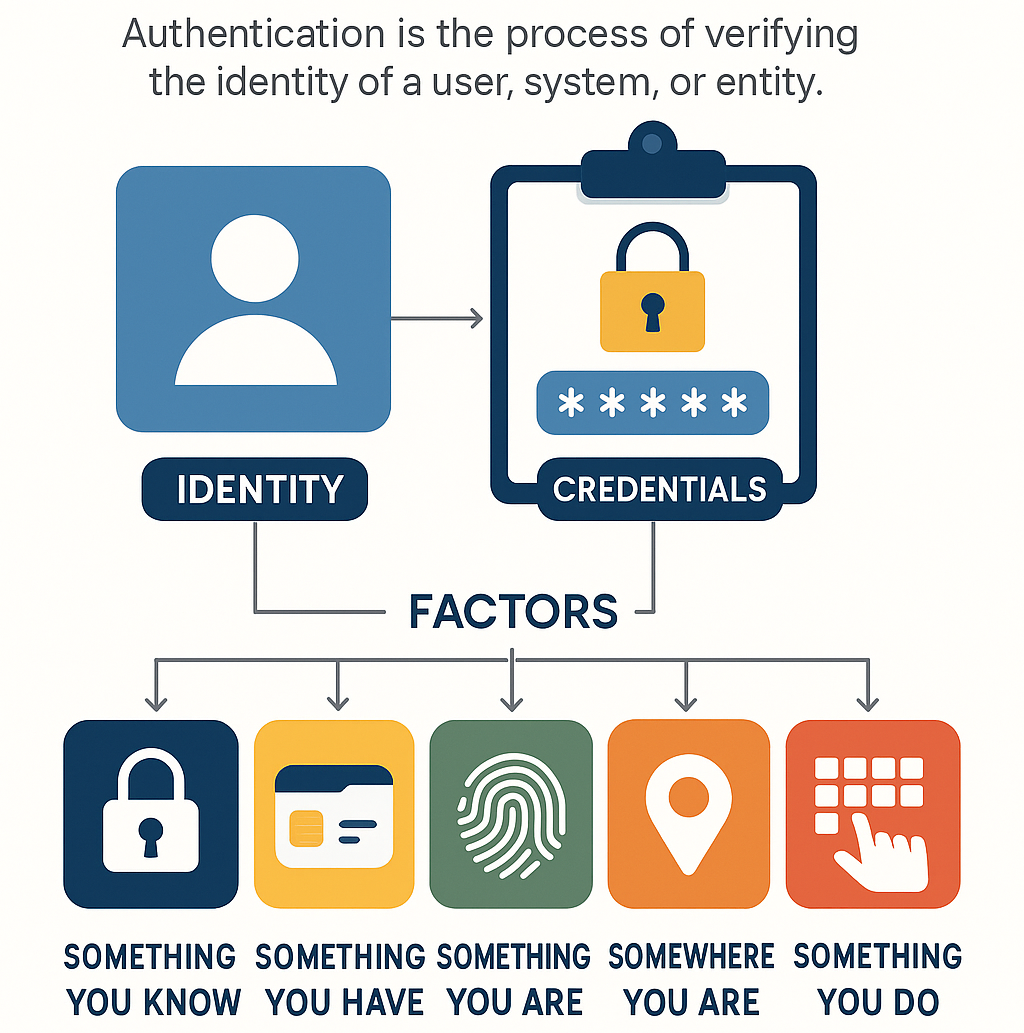 Authentication is the process of verifying
the identity of a user, system, or entity.
*****
IDENTITY
CREDENTIALS
FACTORS
SOMETHING
YOU KNOW
SOMETHING
YOU HAVE
SOMETHING
YOU ARE
SOMEWHERE
YOU ARE
SOMETHING
YOU DO